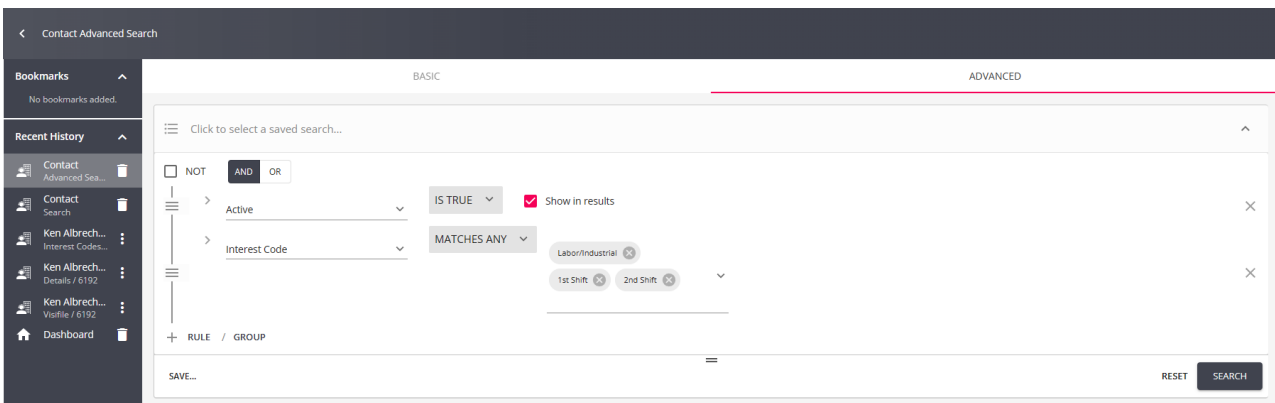 Contact Advanced Search
Bookmarks
No bookmarks added.
Recent History
Contact
Advanced Sea...
Contact
Search
Ken Albrech...
Interest Codes...
Ken Albrech...
Details / 6192
Ken Albrech...
Visifile / 6192
Dashboard
BASIC
ADVANCED
Click to select a saved search...
NOT AND OR
Active IS TRUE Show in results
Interest Code MATCHES ANY
Labor/Industrial
1st Shift 2nd Shift
+ RULE / GROUP
SAVE...
RESET SEARCH